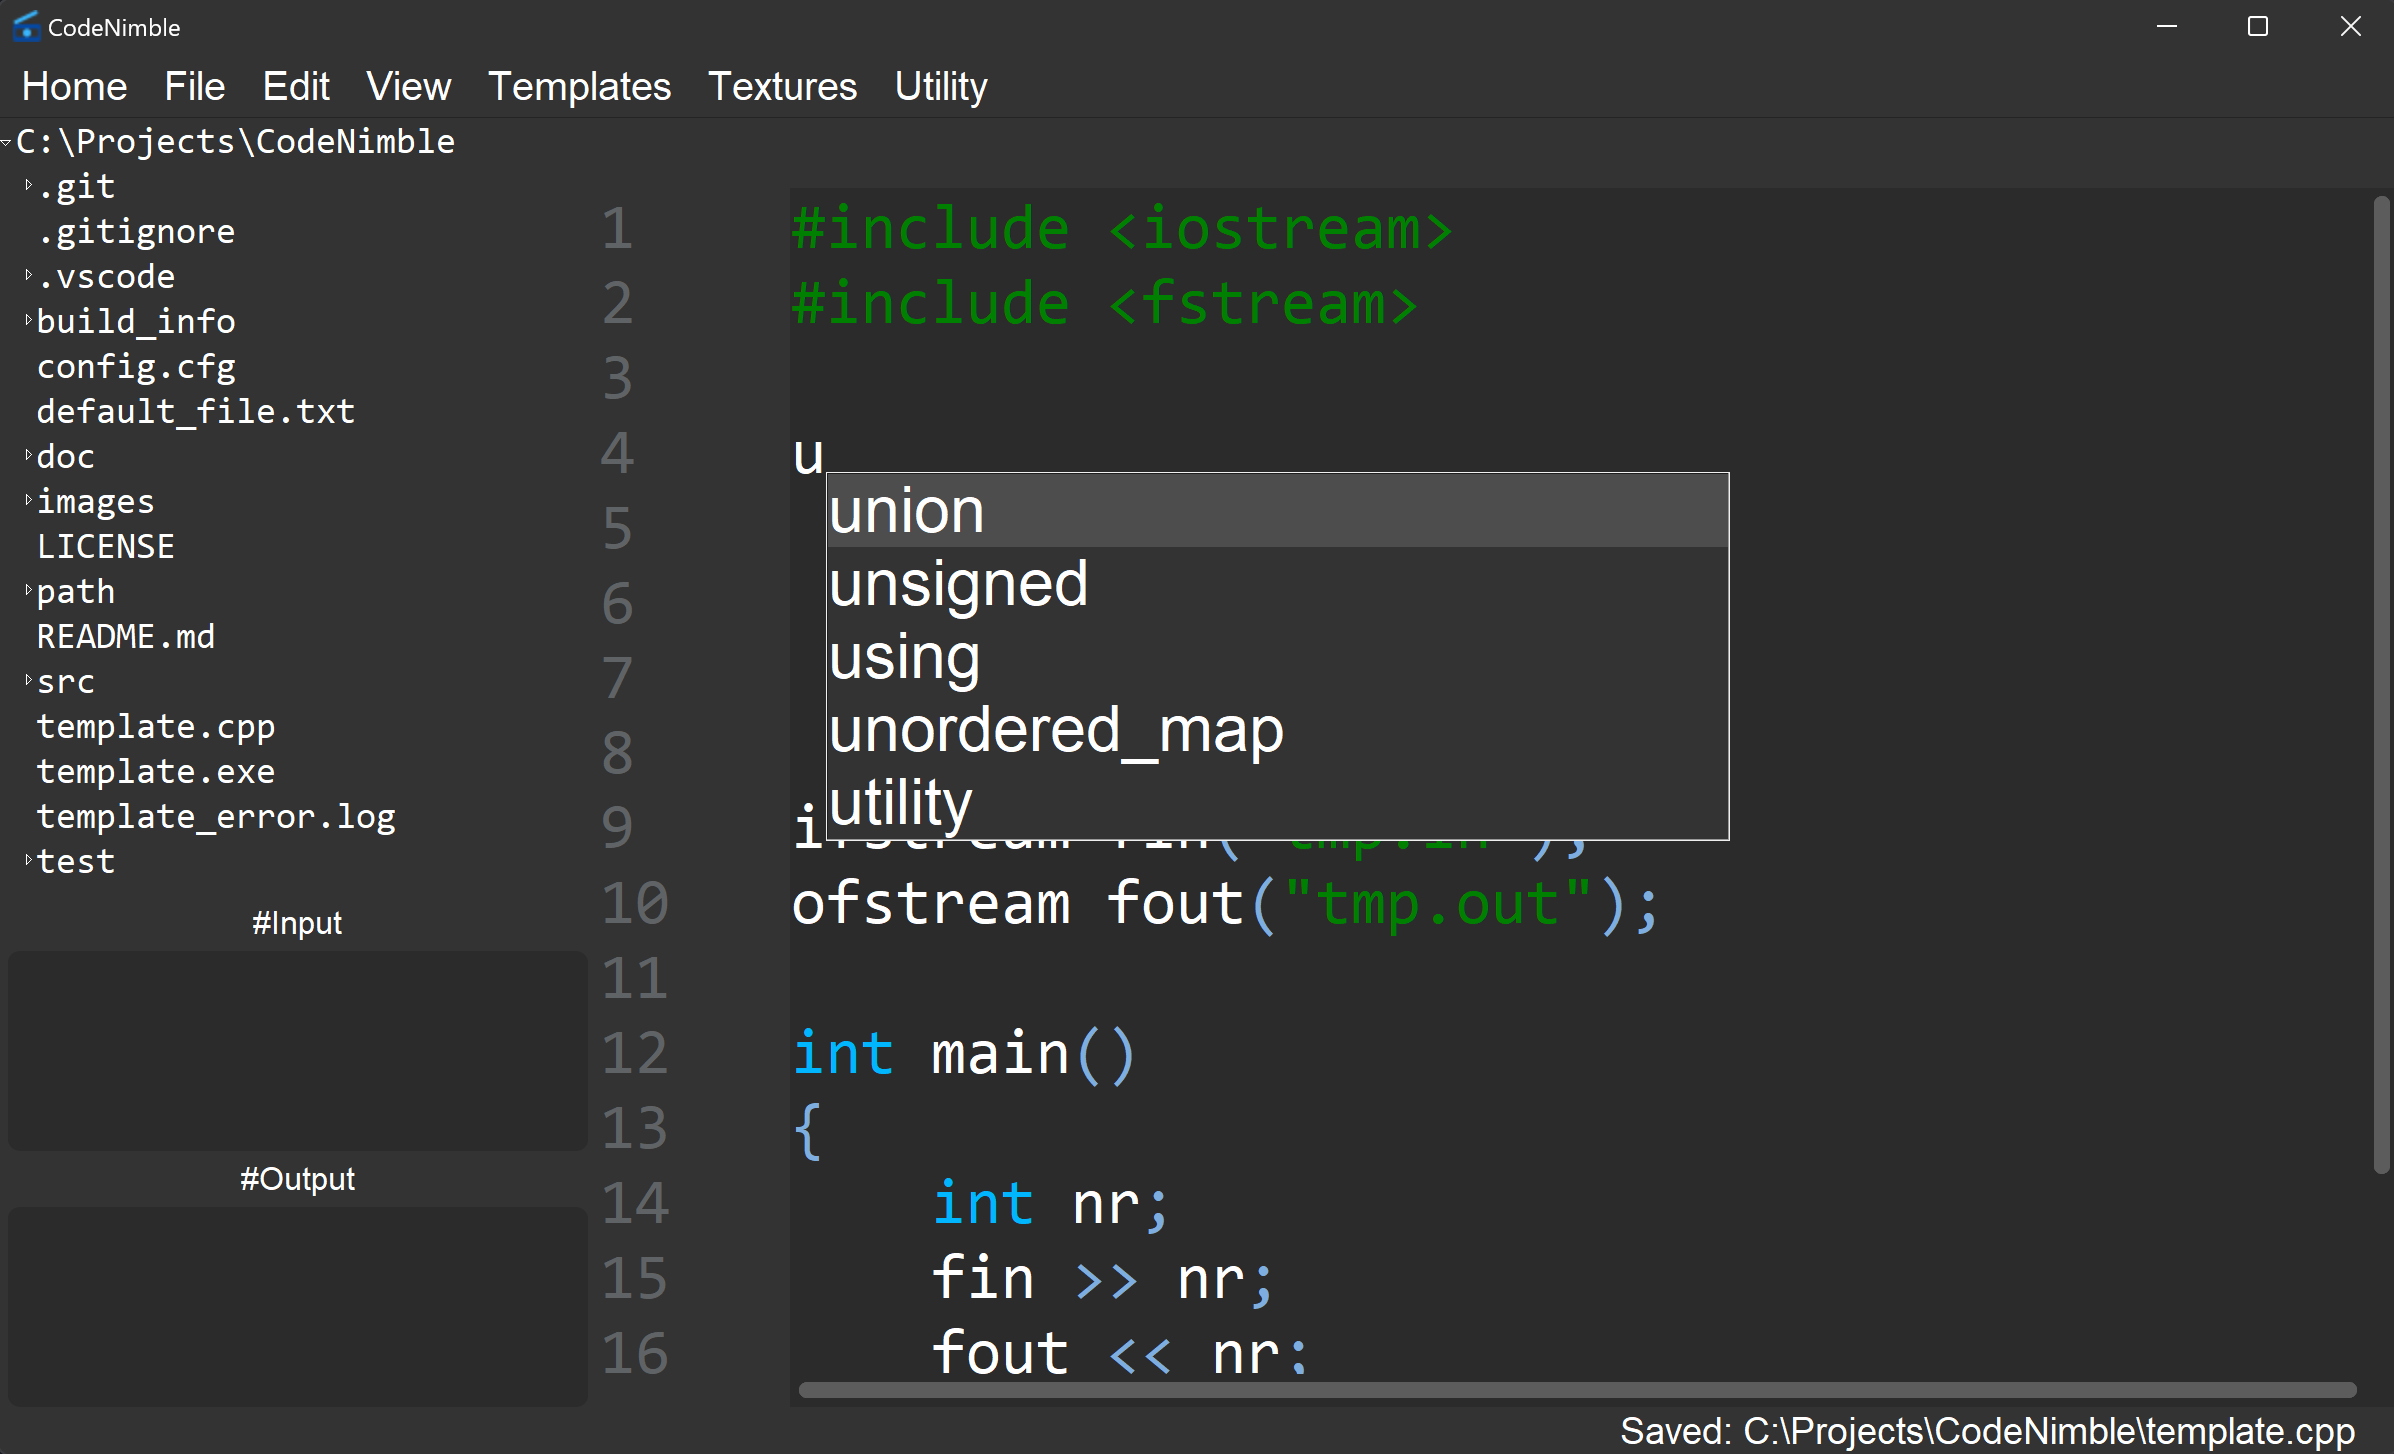 CodeNimble
Home File Edit View Templates Textures Utility
C:\Projects\CodeNimble
.git
.gitignore
.vscode
build_info
config.cfg
default_file.txt
doc
images
LICENSE
path
README.md
src
template.cpp
template.exe
template_error.log
test
#Input
#Output
1 #include <iostream>
2 #include <fstream>
3
4 u
union
unsigned
using
unordered_map
utility
5
6
7
8
9 ifstream fin("tmp.in");
10 ofstream fout("tmp.out");
11
12 int main()
13 {
14 int nr;
15 fin >> nr;
16 fout << nr;
Saved: C:\Projects\CodeNimble\template.cpp